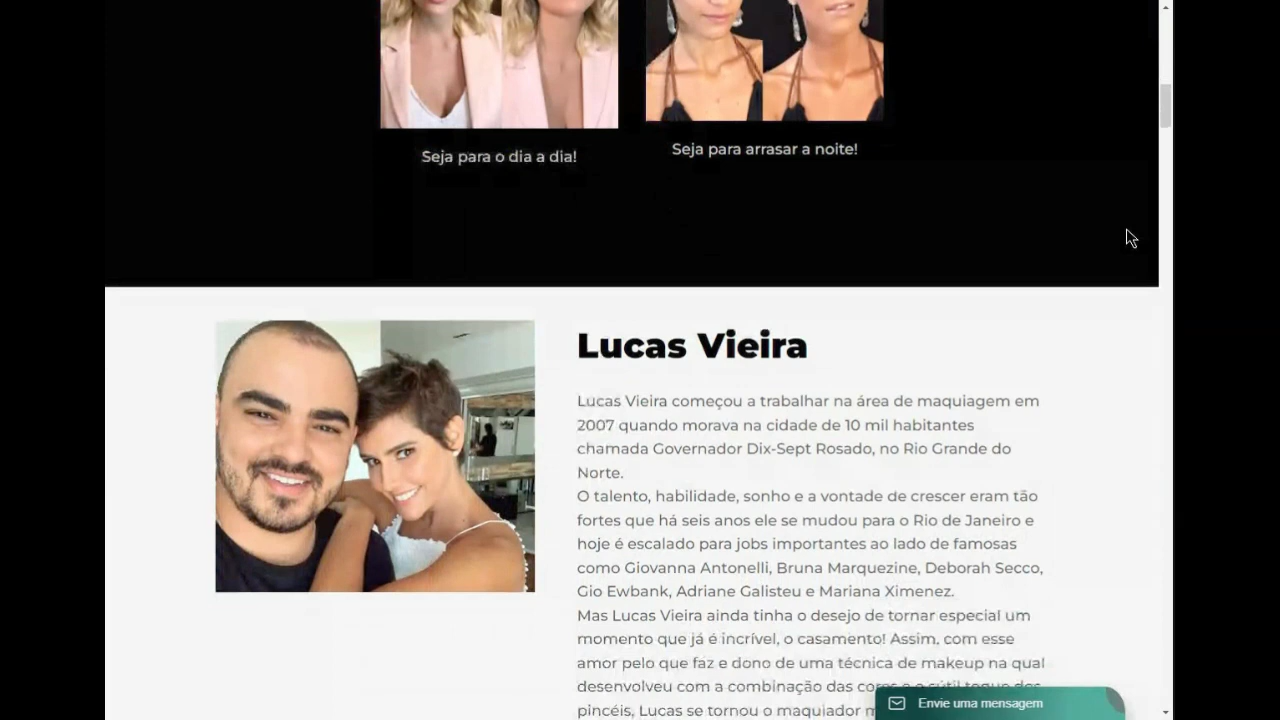 Seja para o dia a dia!
Seja para arrasar a noite!
Lucas Vieira
Lucas Vieira começou a trabalhar na área de maquiagem em
2007 quando morava na cidade de 10 mil habitantes
chamada Governador Dix-Sept Rosado, no Rio Grande do
Norte.
O talento, habilidade, sonho e a vontade de crescer eram tão
fortes que há seis anos ele se mudou para o Rio de Janeiro e
hoje é escalado para jobs importantes ao lado de famosas
como Giovanna Antonelli, Bruna Marquezine, Deborah Secco,
Gio Ewbank, Adriane Galisteu e Mariana Ximenez.
Mas Lucas Vieira ainda tinha o desejo de tornar especial um
momento que já é incrível, o casamento! Assim, com esse
amor pelo que faz e dono de uma técnica de makeup na qual
desenvolveu com a combinação das cores e o sútil toque dos
pincéis, Lucas se tornou o maquiador
Envie uma mensagem